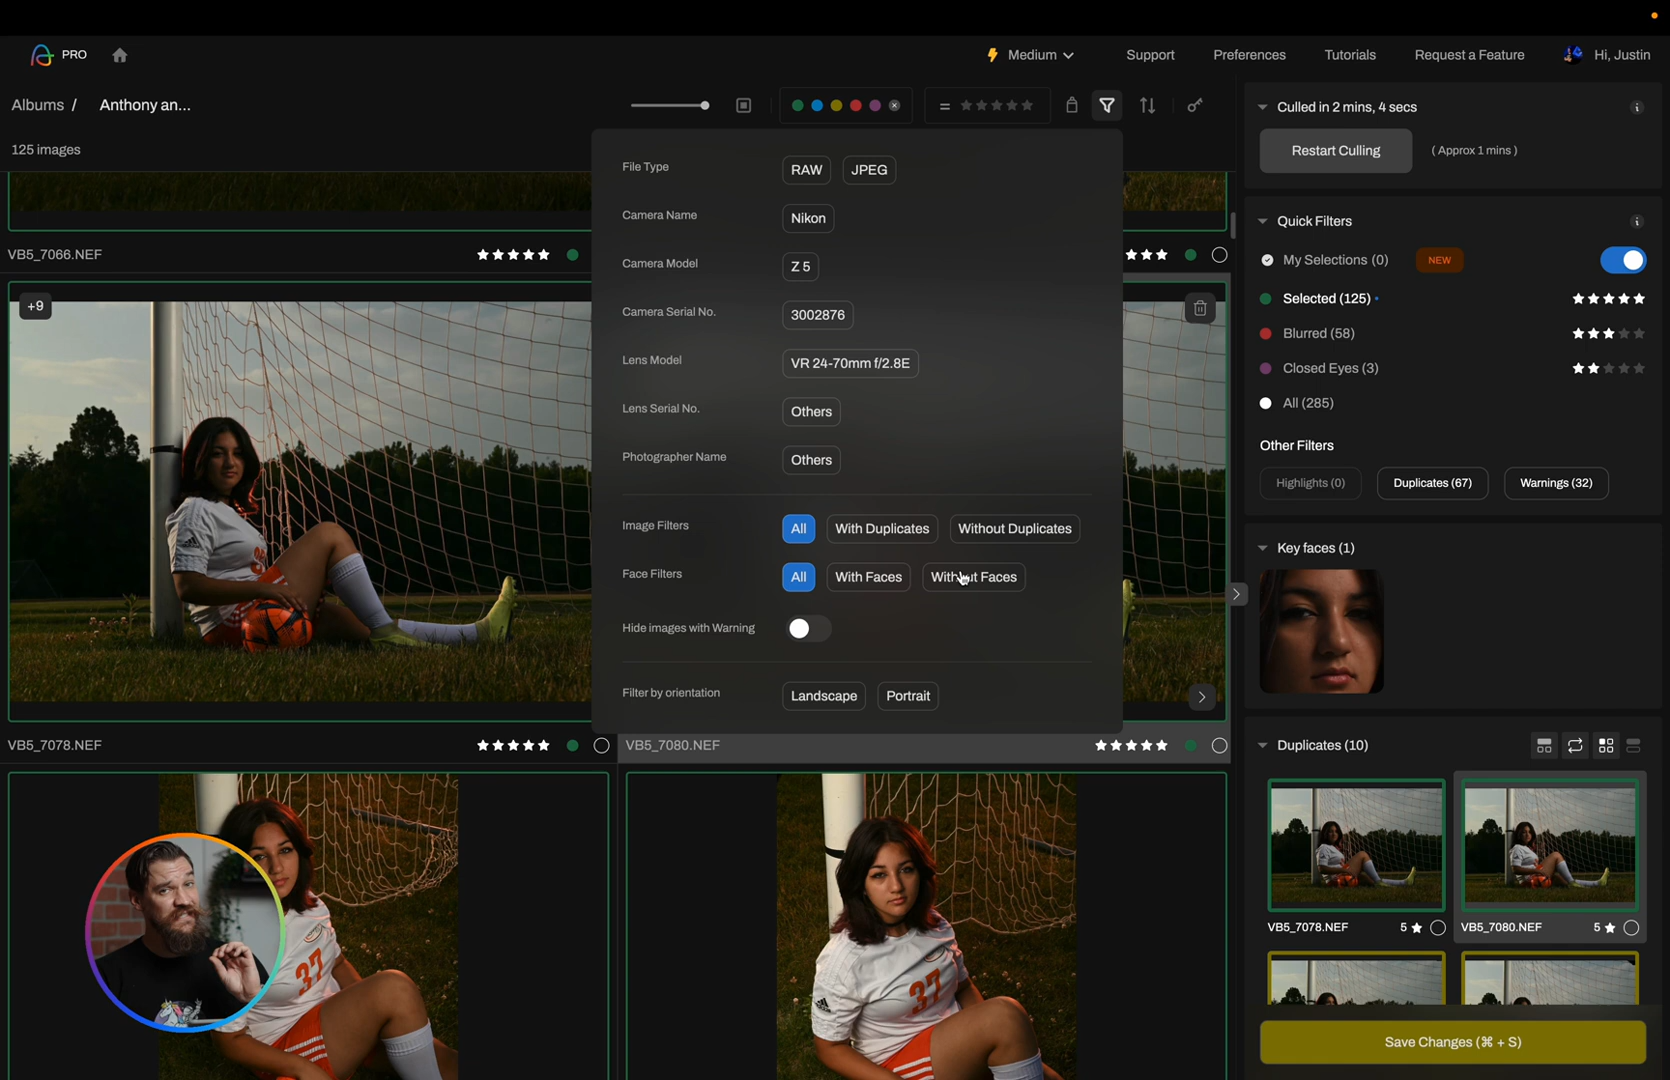 PRO
Medium
Support
Preferences
Tutorials
Request a Feature
Hi, Justin
Albums /
Anthony an...
125 images
File Type
RAW
JPEG
Camera Name
Nikon
Camera Model
Z 5
Camera Serial No.
3002876
Lens Model
VR 24-70mm f/2.8E
Lens Serial No.
Others
Photographer Name
Others
Image Filters
All
With Duplicates
Without Duplicates
Face Filters
All
With Faces
Without Faces
Hide images with Warning
Filter by orientation
Landscape
Portrait
VB5_7066.NEF
+9
VB5_7078.NEF
VB5_7080.NEF
37
37
Culled in 2 mins, 4 secs
Restart Culling
( Approx 1 mins )
Quick Filters
My Selections (0)
NEW
Selected (125)
Blurred (58)
Closed Eyes (3)
All (285)
Other Filters
Highlights (0)
Duplicates (67)
Warnings (32)
Key faces (1)
Duplicates (10)
VB5_7078.NEF
5
VB5_7080.NEF
5
Save Changes (⌘ + S)